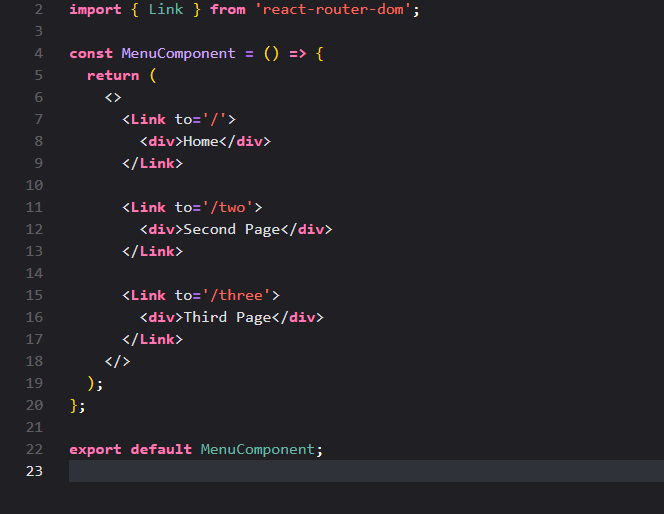 2 import { Link } from 'react-router-dom';
3
4 const MenuComponent = () => {
5   return (
6     <>
7       <Link to='/'>
8         <div>Home</div>
9       </Link>
10
11       <Link to='/two'>
12         <div>Second Page</div>
13       </Link>
14
15       <Link to='/three'>
16         <div>Third Page</div>
17       </Link>
18     </>
19   );
20 };
21
22 export default MenuComponent;
23